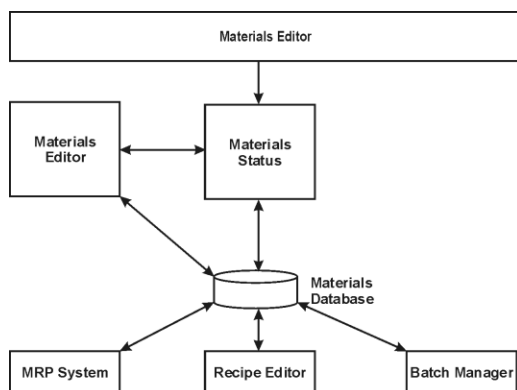 Materials Editor
Materials
Editor
Materials
Status
Materials
Database
MRP System
Recipe Editor
Batch Manager